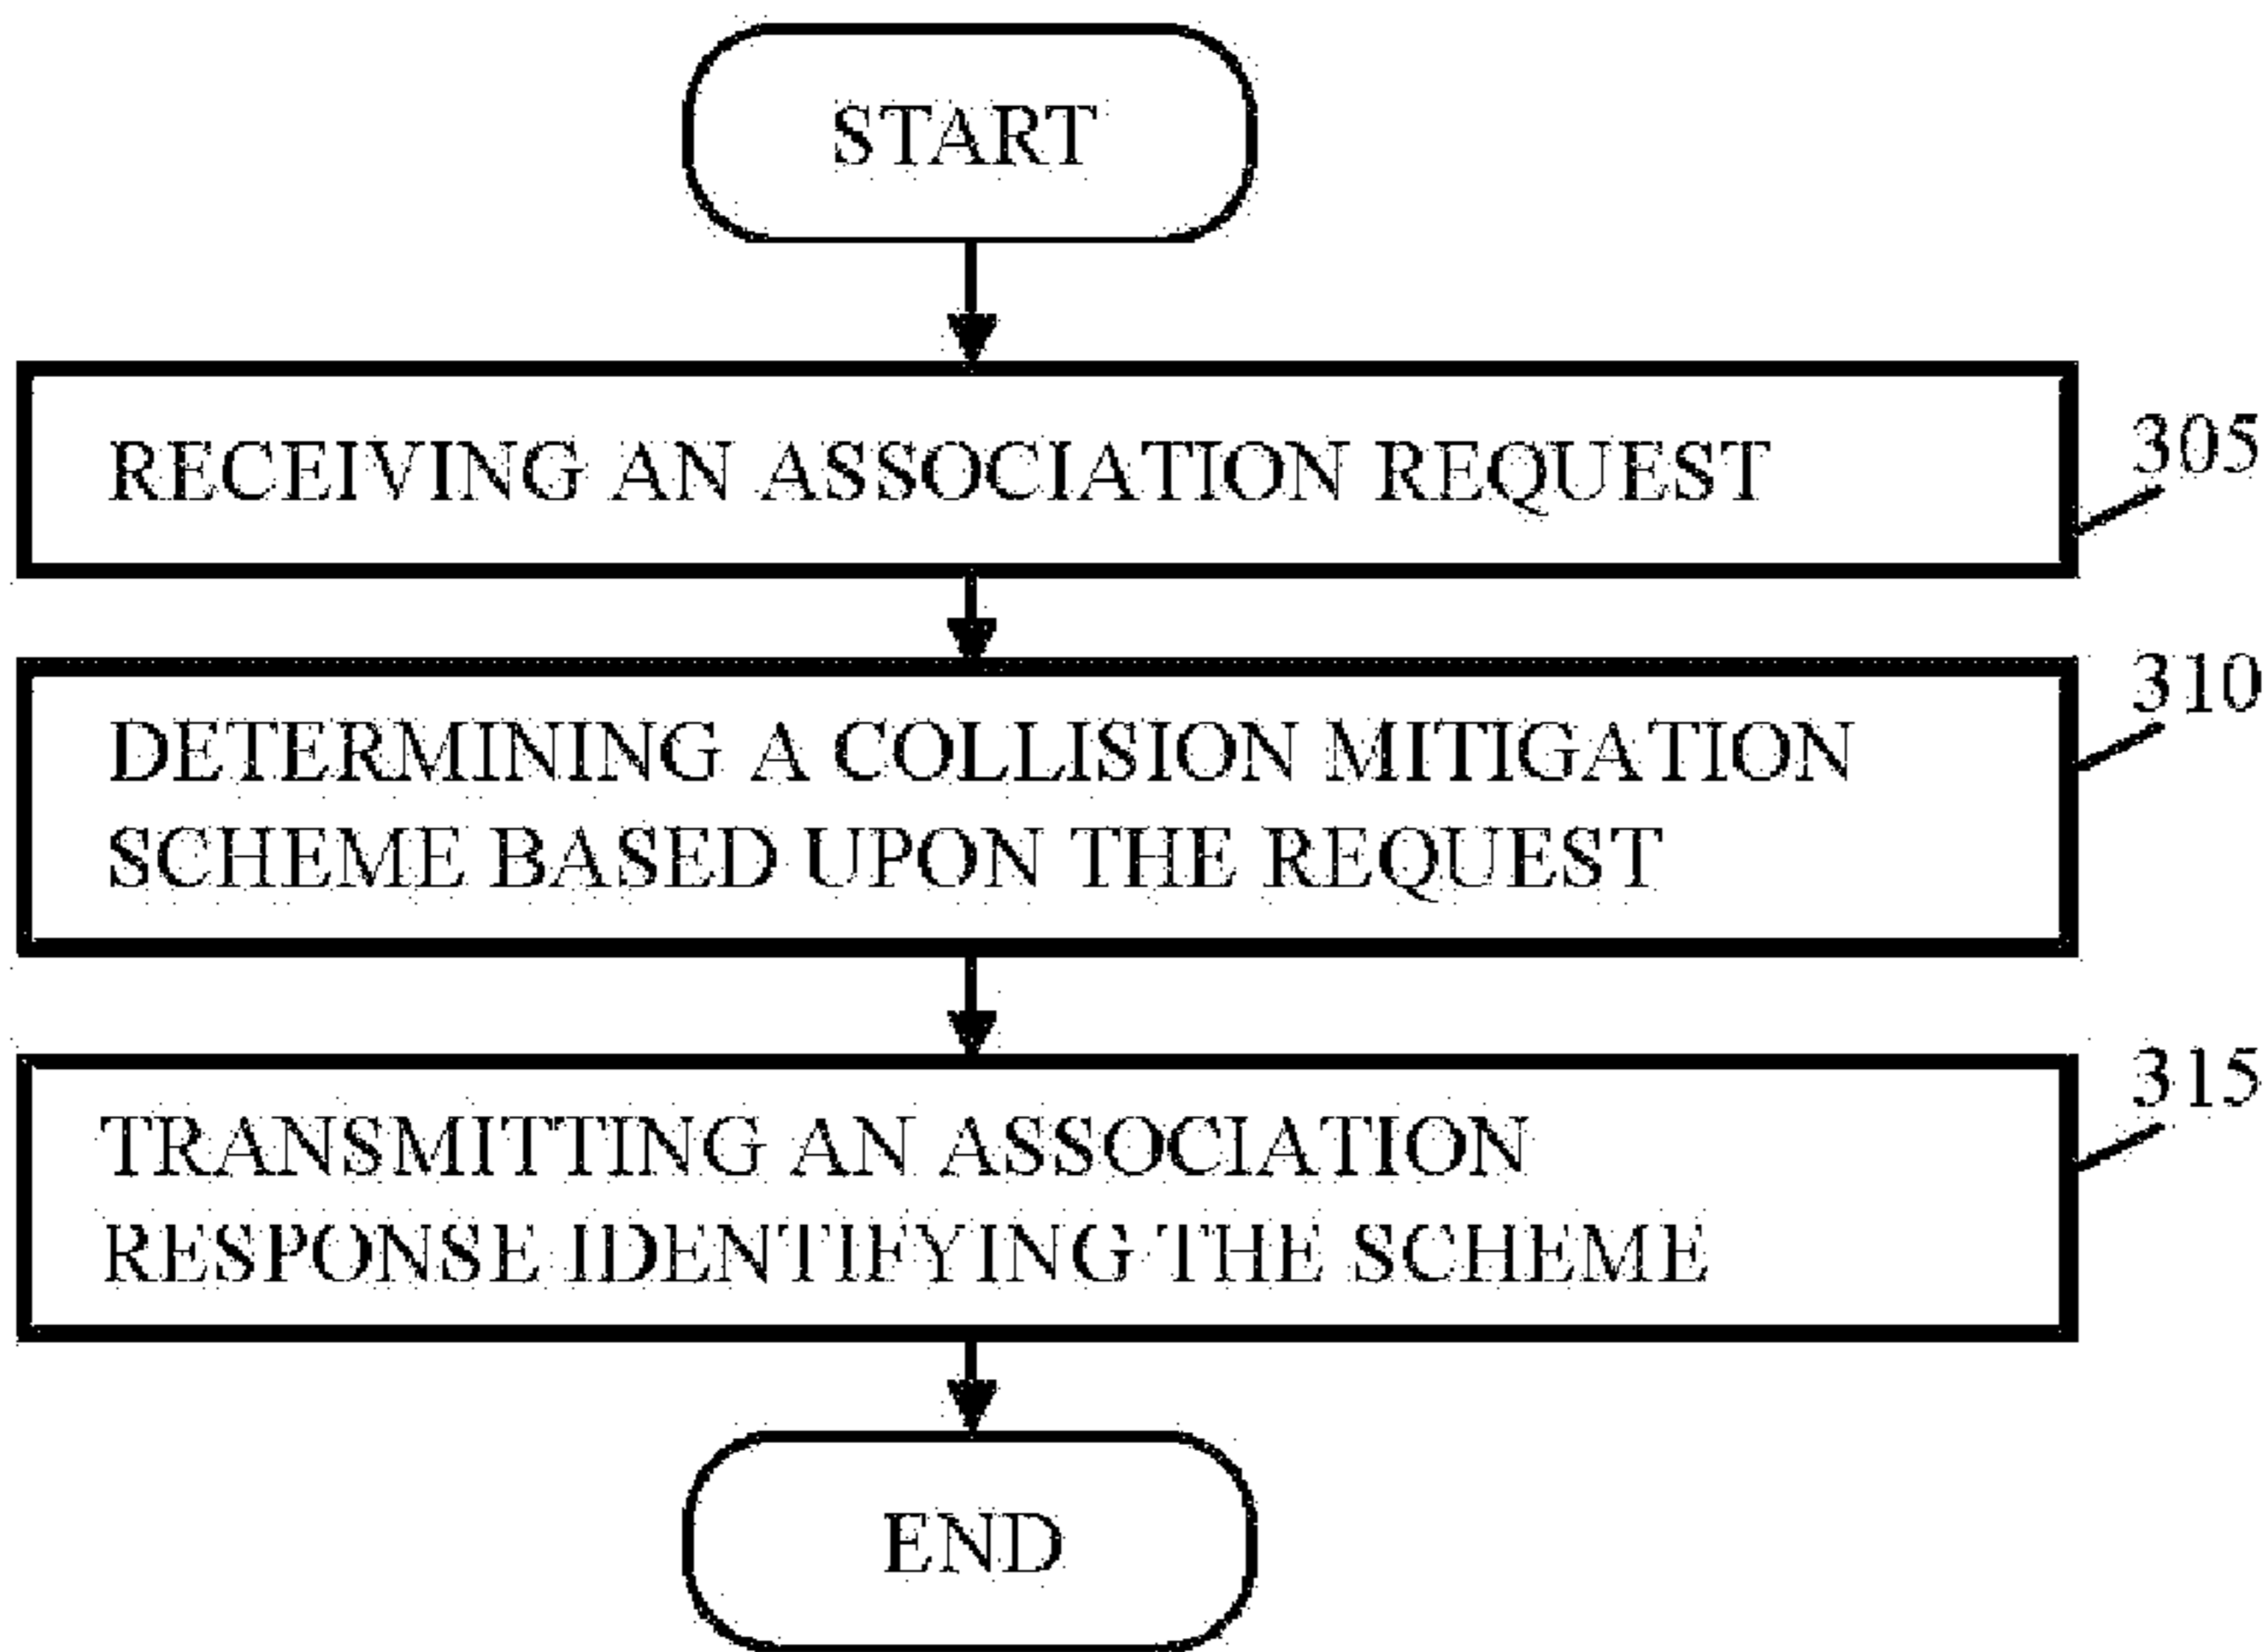 START
RECEIVING AN ASSOCIATION REQUEST
305
310
DETERMINING A COLLISION MITIGATION
SCHEME BASED UPON THE REQUEST
315
TRANSMITTING AN ASSOCIATION
RESPONSE IDENTIFYING THE SCHEME
END